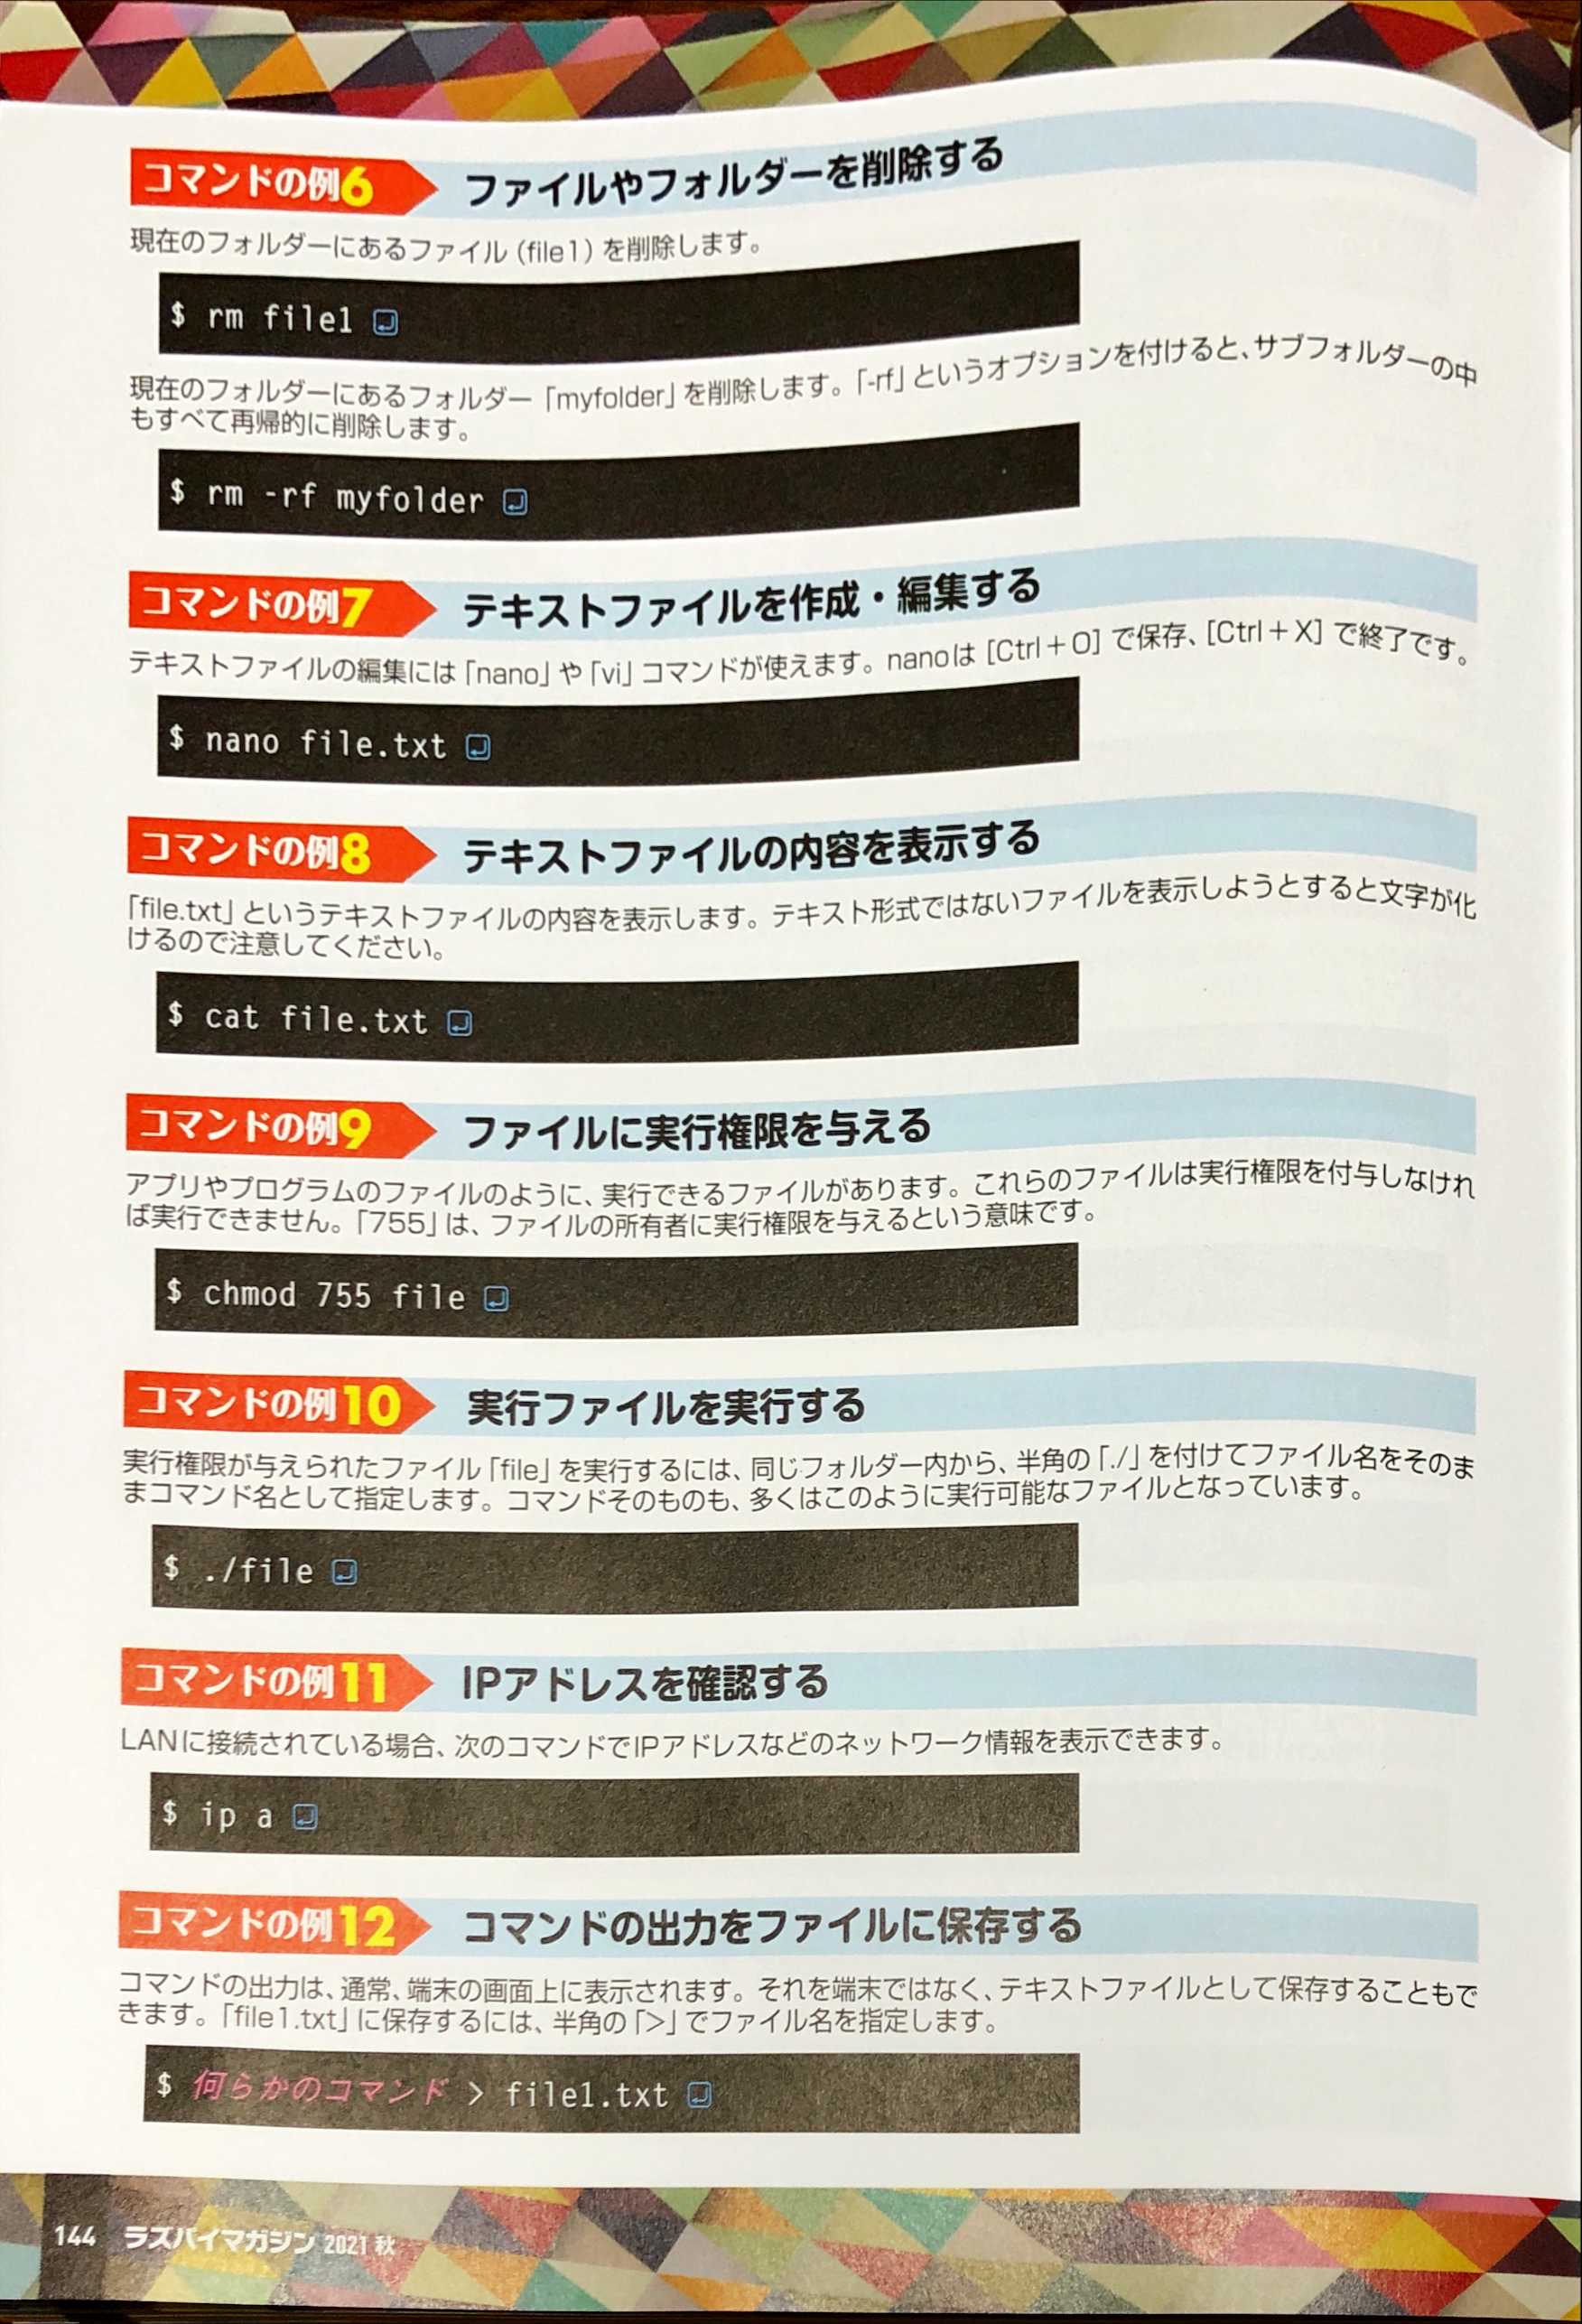 コマンドの例6 ファイルやフォルダーを削除する
現在のフォルダーにあるファイル（file1）を削除します。
$ rm file1
現在のフォルダーにあるフォルダー「myfolder」を削除します。「-rf」というオプションを付けると、サブフォルダーの中
もすべて再帰的に削除します。
$ rm -rf myfolder
コマンドの例7 テキストファイルを作成・編集する
テキストファイルの編集には「nano」や「vi」コマンドが使えます。nanoは［Ctrl＋O］で保存、［Ctrl＋X］で終了です。
$ nano file.txt
コマンドの例8 テキストファイルの内容を表示する
「file.txt」というテキストファイルの内容を表示します。テキスト形式ではないファイルを表示しようとすると文字が化
けるので注意してください。
$ cat file.txt
コマンドの例9 ファイルに実行権限を与える
アプリやプログラムのファイルのように、実行できるファイルがあります。これらのファイルは実行権限を付与しなけれ
ば実行できません。「755」は、ファイルの所有者に実行権限を与えるという意味です。
$ chmod 755 file
コマンドの例10 実行ファイルを実行する
実行権限が与えられたファイル「file」を実行するには、同じフォルダー内から、半角の「./」を付けてファイル名をそのま
まコマンド名として指定します。コマンドそのものも、多くはこのように実行可能なファイルとなっています。
$ ./file
コマンドの例11 IPアドレスを確認する
LANに接続されている場合、次のコマンドでIPアドレスなどのネットワーク情報を表示できます。
$ ip a
コマンドの例12 コマンドの出力をファイルに保存する
コマンドの出力は、通常、端末の画面上に表示されます。それを端末ではなく、テキストファイルとして保存することもで
きます。「file1.txt」に保存するには、半角の「>」でファイル名を指定します。
$ 何らかのコマンド > file1.txt
144 ラズパイマガジン 2021 秋